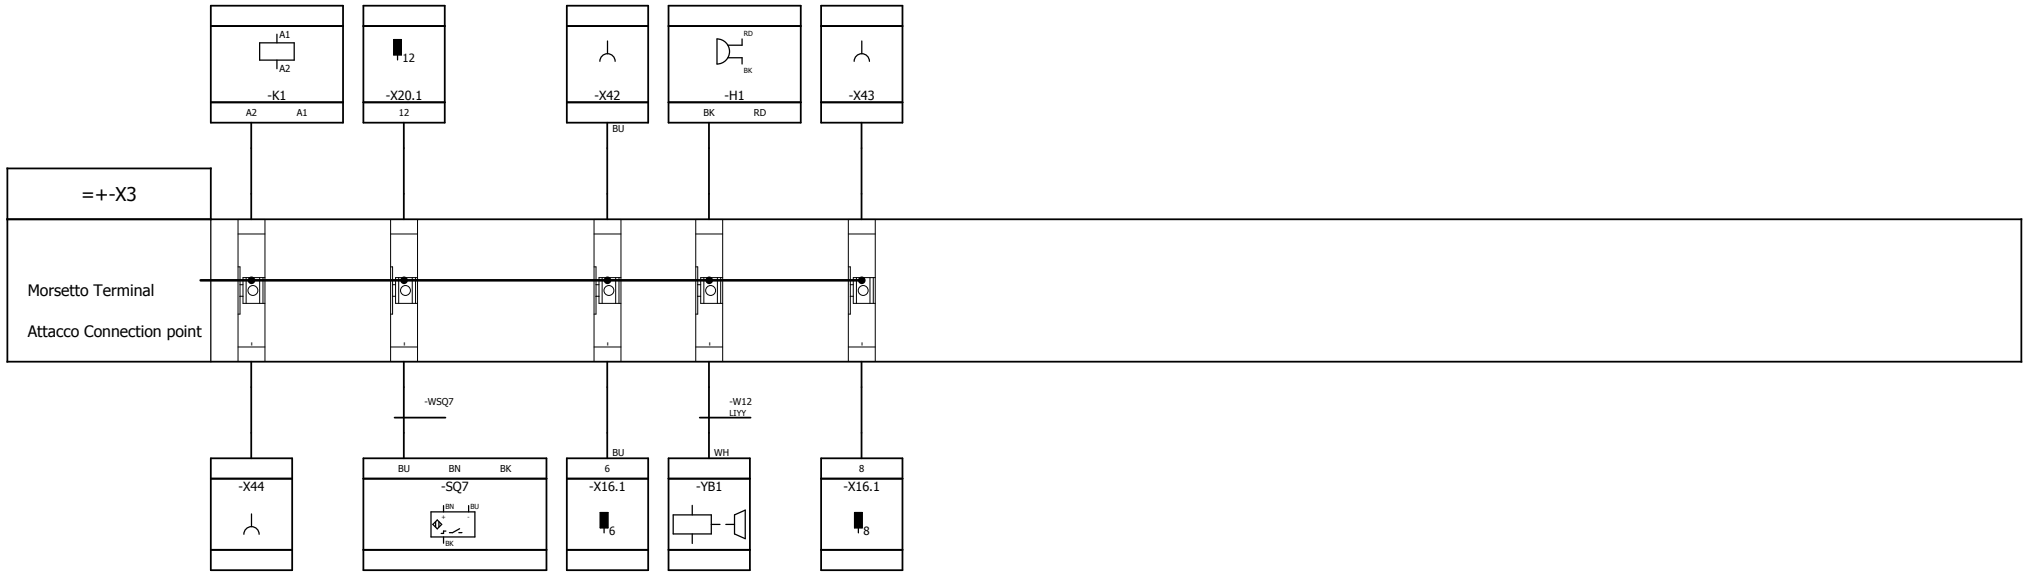 A1
A2
-K1
A2 A1
12
-X20.1
12
-X42
BU
RD
BK
-H1
BK RD
-X43
=+-X3
Morsetto Terminal
Attacco Connection point
-WSQ7
-W12
LIYY
-X44
BU BN BK
-SQ7
BN BU
+ -
BK
BU
6
-X16.1
6
WH
-YB1
8
-X16.1
8